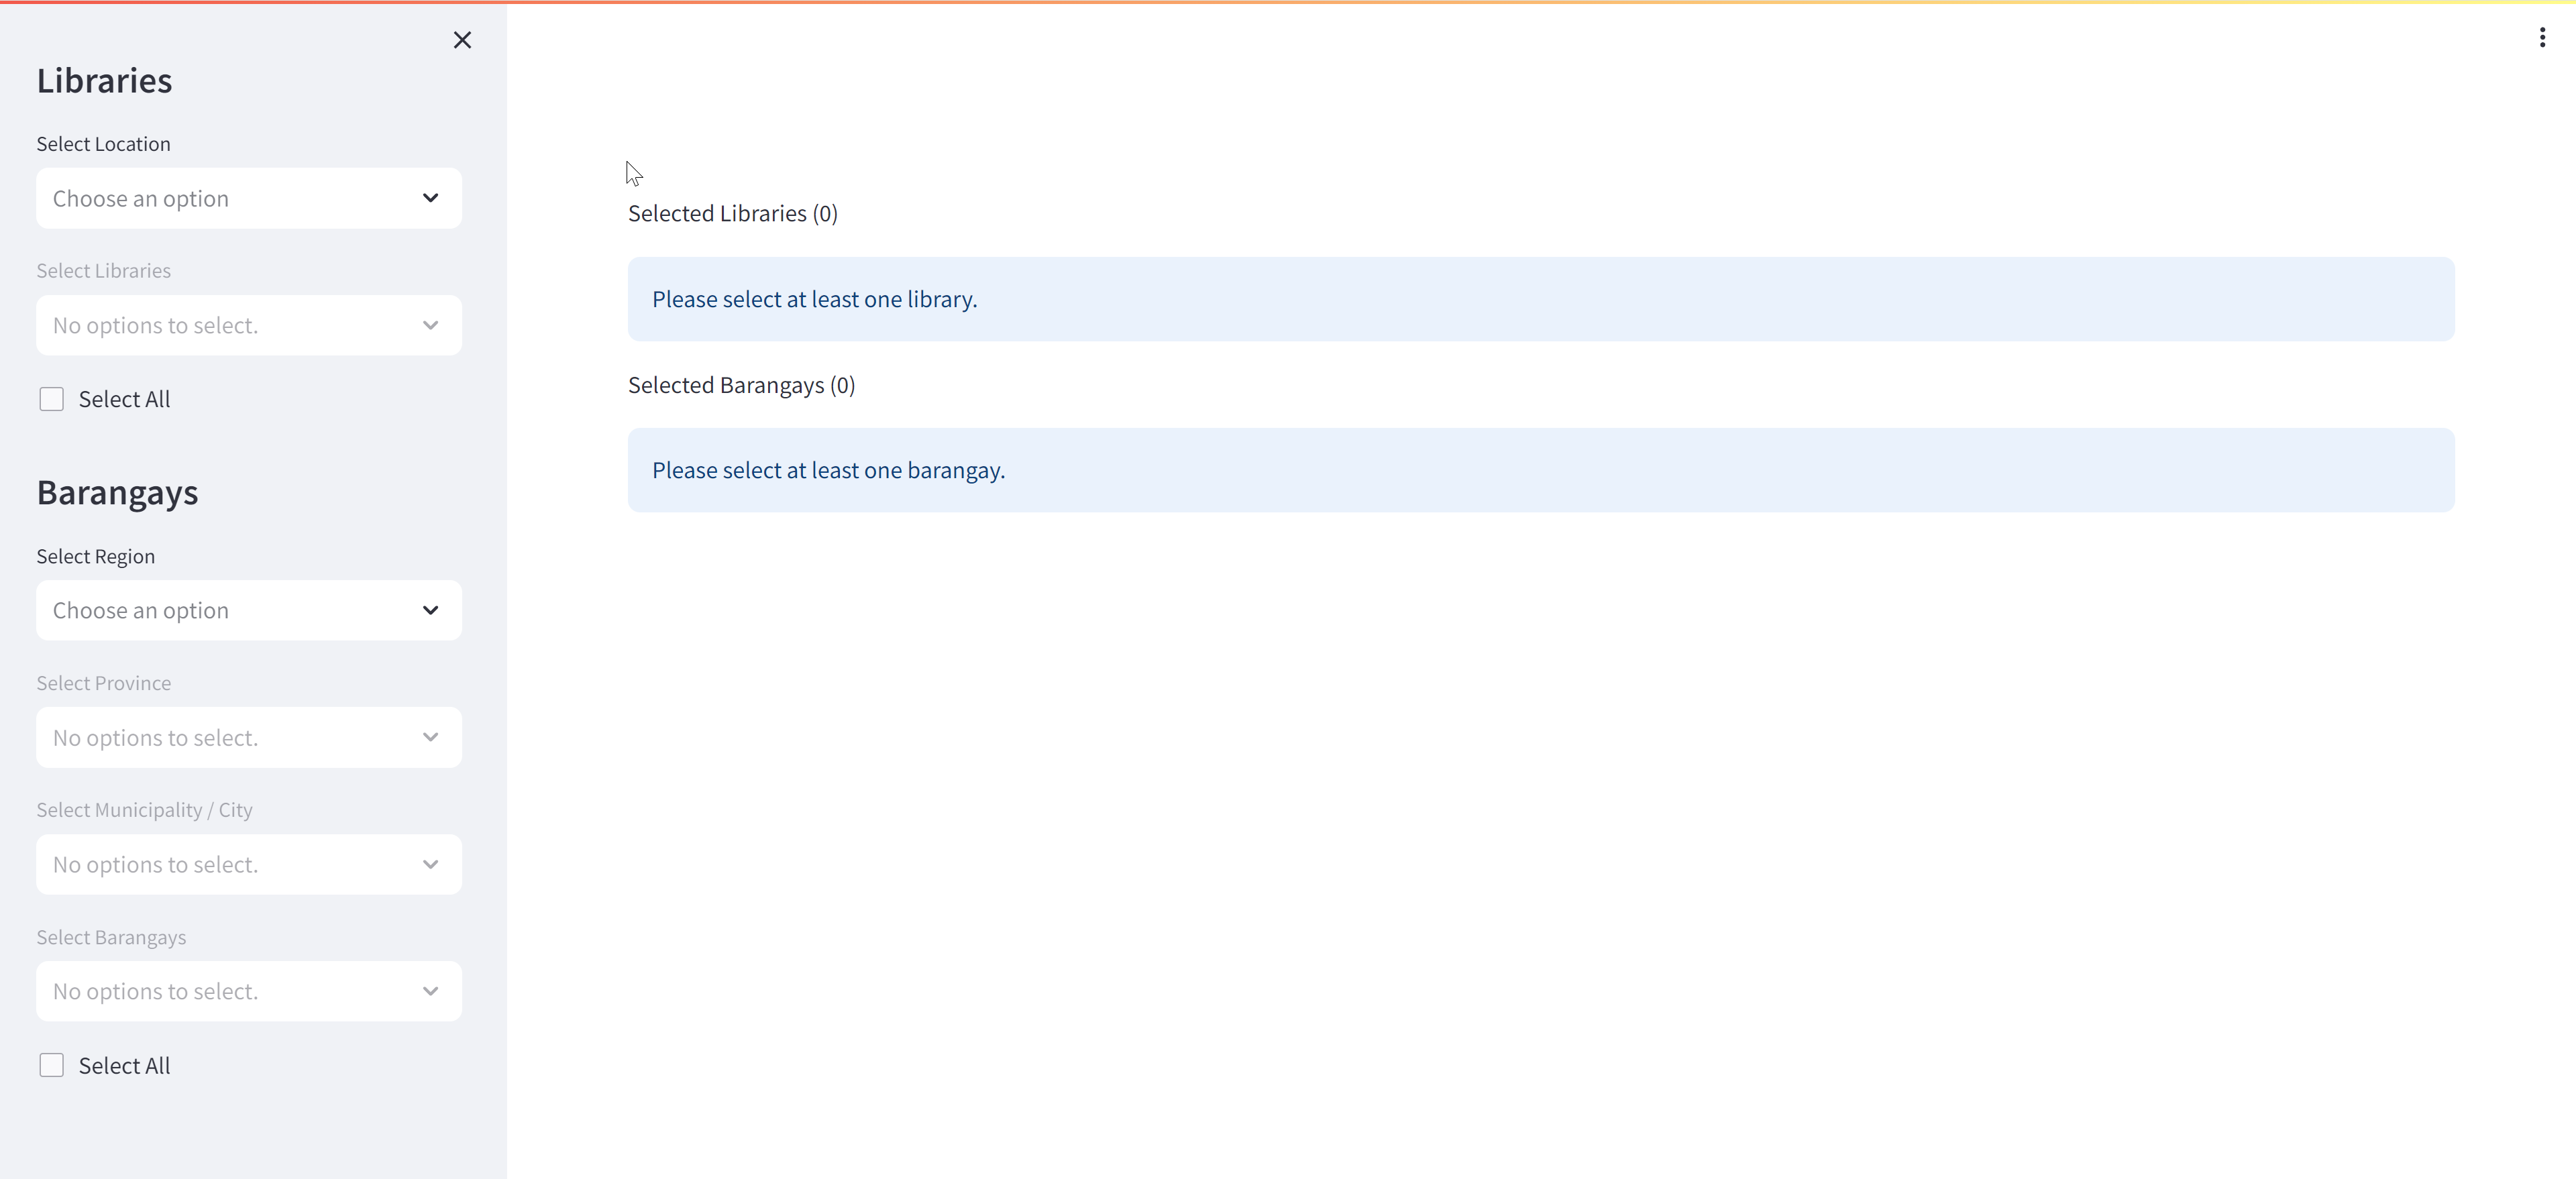 Libraries
Select Location
Choose an option
Select Libraries
No options to select.
Select All
Barangays
Select Region
Choose an option
Select Province
No options to select.
Select Municipality / City
No options to select.
Select Barangays
No options to select.
Select All
Selected Libraries (0)
Please select at least one library.
Selected Barangays (0)
Please select at least one barangay.